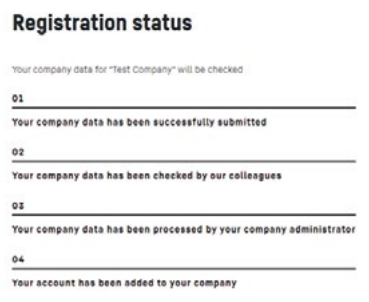 Registration status
Your company data for "Test Company" will be checked
01
Your company data has been successfully submitted
02
Your company data has been checked by our colleagues
03
Your company data has been processed by your company administrator
04
Your account has been added to your company